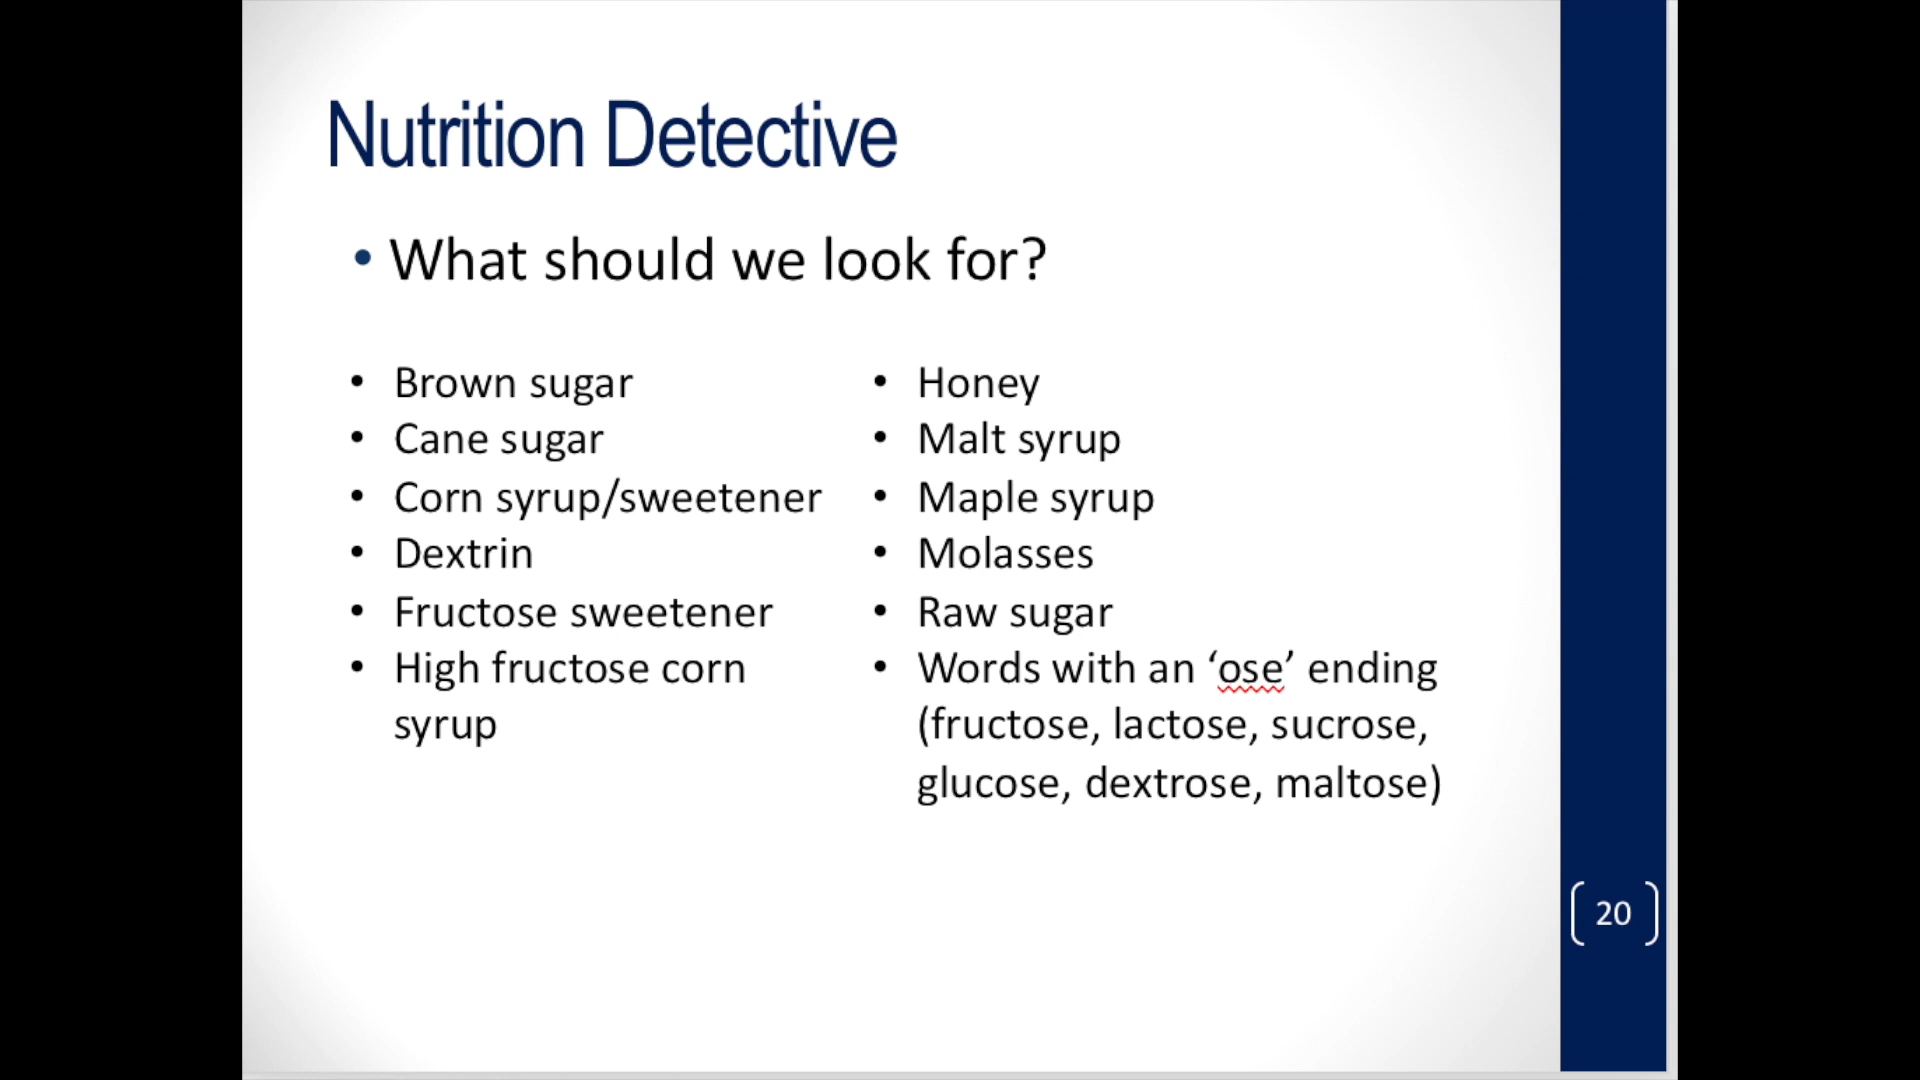 Nutrition Detective
• What should we look for?
• Brown sugar
• Cane sugar
• Corn syrup/sweetener
• Dextrin
• Fructose sweetener
• High fructose corn
syrup
• Honey
• Malt syrup
• Maple syrup
• Molasses
• Raw sugar
• Words with an ‘ose’ ending
(fructose, lactose, sucrose,
glucose, dextrose, maltose)
20